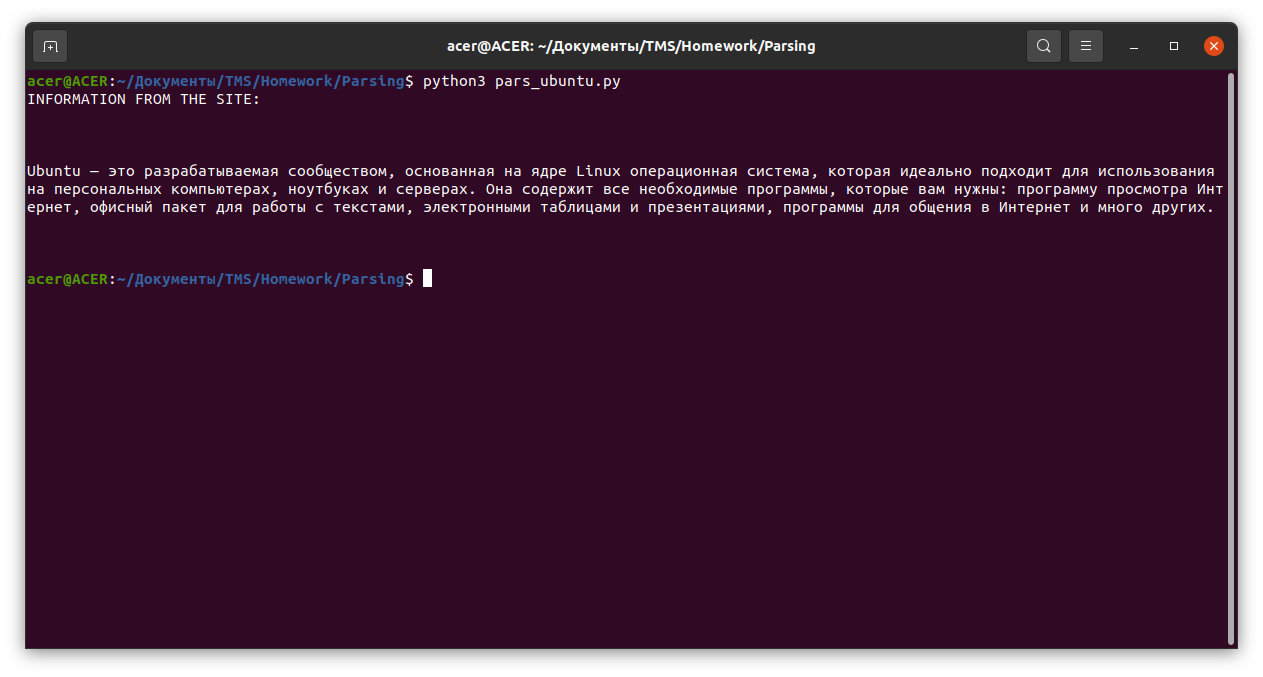 acer@ACER: ~/Документы/TMS/Homework/Parsing
acer@ACER:~/Документы/TMS/Homework/Parsing$ python3 pars_ubuntu.py
INFORMATION FROM THE SITE:
Ubuntu — это разрабатываемая сообществом, основанная на ядре Linux операционная система, которая идеально подходит для использования
на персональных компьютерах, ноутбуках и серверах. Она содержит все необходимые программы, которые вам нужны: программу просмотра Инт
ернет, офисный пакет для работы с текстами, электронными таблицами и презентациями, программы для общения в Интернет и много других.
acer@ACER:~/Документы/TMS/Homework/Parsing$